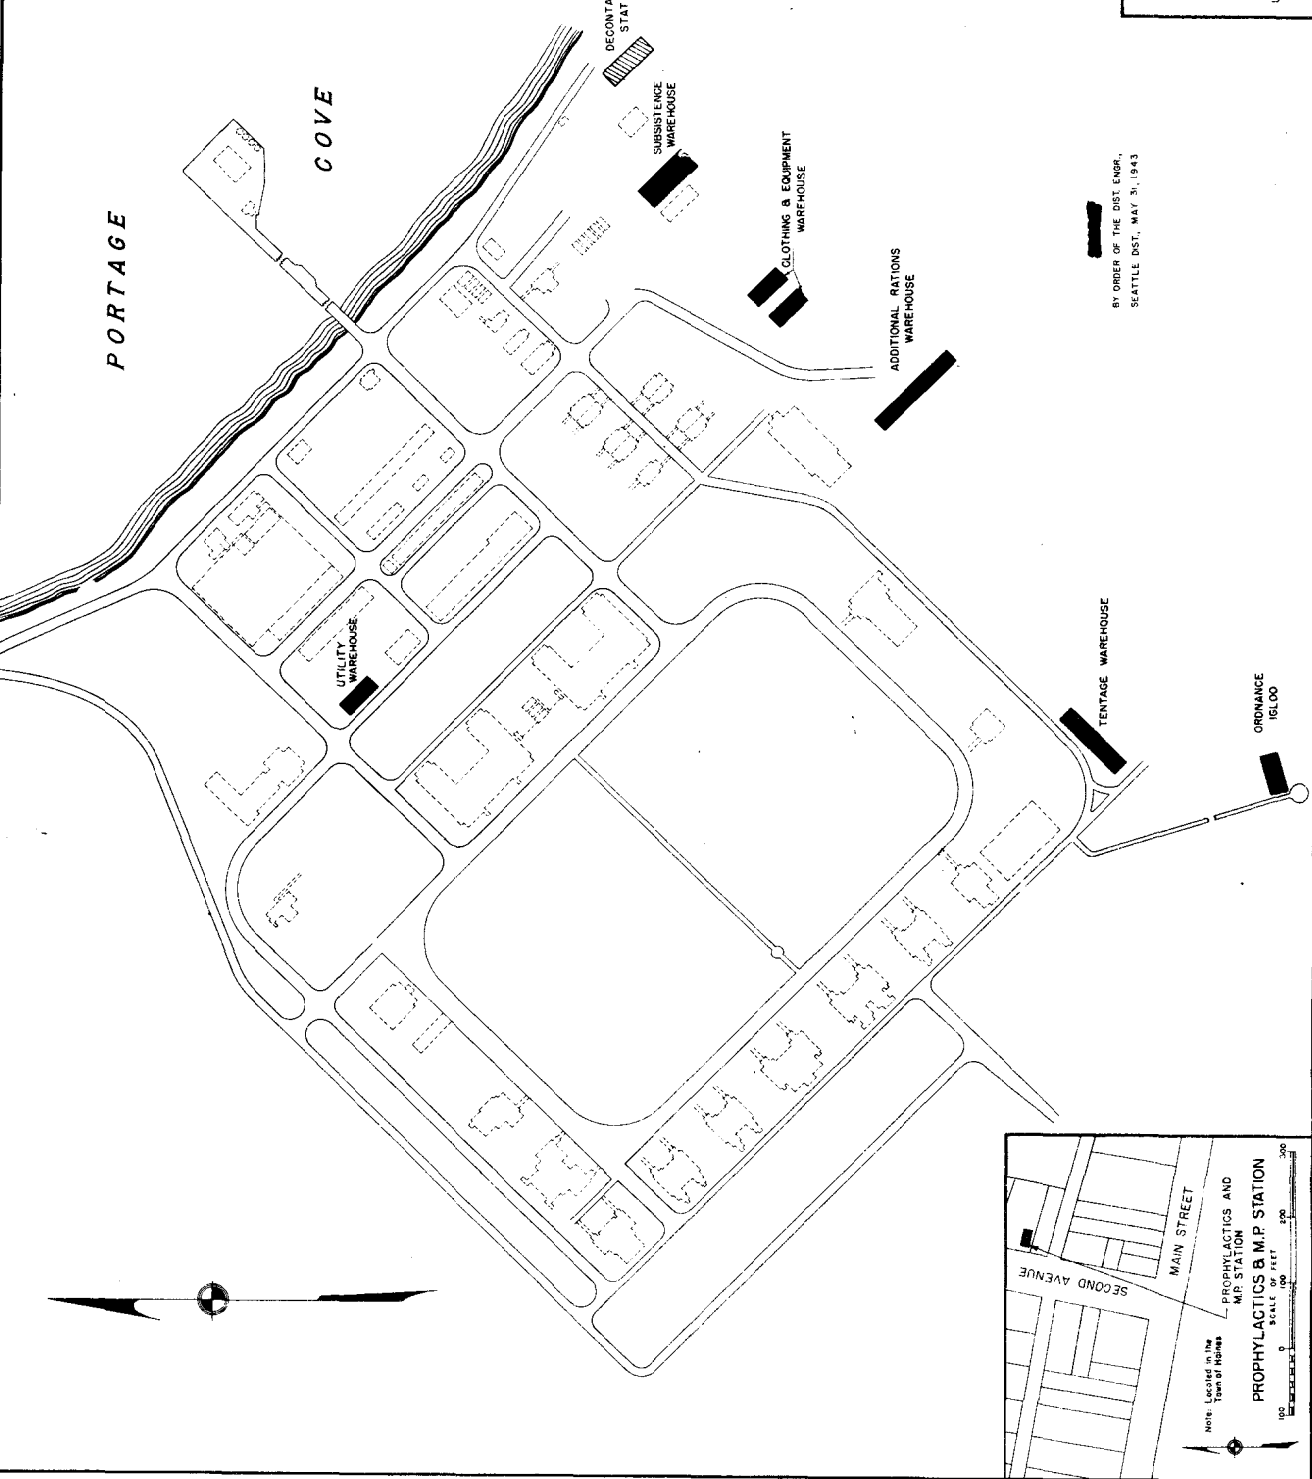 PORTAGE
COVE
DECONTA
STAT
SUBSISTENCE
WAREHOUSE
CLOTHING & EQUIPMENT
WAREHOUSE
ADDITIONAL RATIONS
WAREHOUSE
BY ORDER OF THE DIST. ENGR.,
SEATTLE DIST., MAY 31, 1943
UTILITY
WAREHOUSE
TENTAGE WAREHOUSE
ORDNANCE
IGLOO
SECOND AVENUE
MAIN STREET
PROPHYLACTICS AND
M.P. STATION
Note: Located in the
Town of Haines
PROPHYLACTICS & M.P. STATION
SCALE OF FEET
100 0 100 200 300